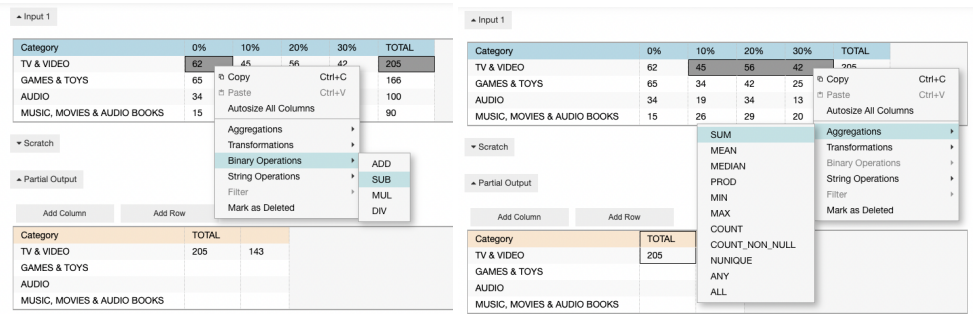 Input 1
Category 0% 10% 20% 30% TOTAL
TV & VIDEO 62 45 56 42 205
GAMES & TOYS 65 166
AUDIO 34 100
MUSIC, MOVIES & AUDIO BOOKS 15 90
Copy Ctrl+C
Paste Ctrl+V
Autosize All Columns
Aggregations
Transformations
Binary Operations
String Operations
Filter
Mark as Deleted
ADD
SUB
MUL
DIV
Scratch
Partial Output
Add Column Add Row
Category TOTAL
TV & VIDEO 205 143
GAMES & TOYS
AUDIO
MUSIC, MOVIES & AUDIO BOOKS
Input 1
Category 0% 10% 20% 30% TOTAL
TV & VIDEO 62 45 56 42 205
GAMES & TOYS 65 34 42 25
AUDIO 34 19 34 13
MUSIC, MOVIES & AUDIO BOOKS 15 26 29 20
Copy Ctrl+C
Paste Ctrl+V
Autosize All Columns
Aggregations
Transformations
Binary Operations
String Operations
Filter
Mark as Deleted
SUM
MEAN
MEDIAN
PROD
MIN
MAX
COUNT
COUNT_NON_NULL
NUNIQUE
ANY
ALL
Scratch
Partial Output
Add Column Add Row
Category TOTAL
TV & VIDEO 205
GAMES & TOYS
AUDIO
MUSIC, MOVIES & AUDIO BOOKS